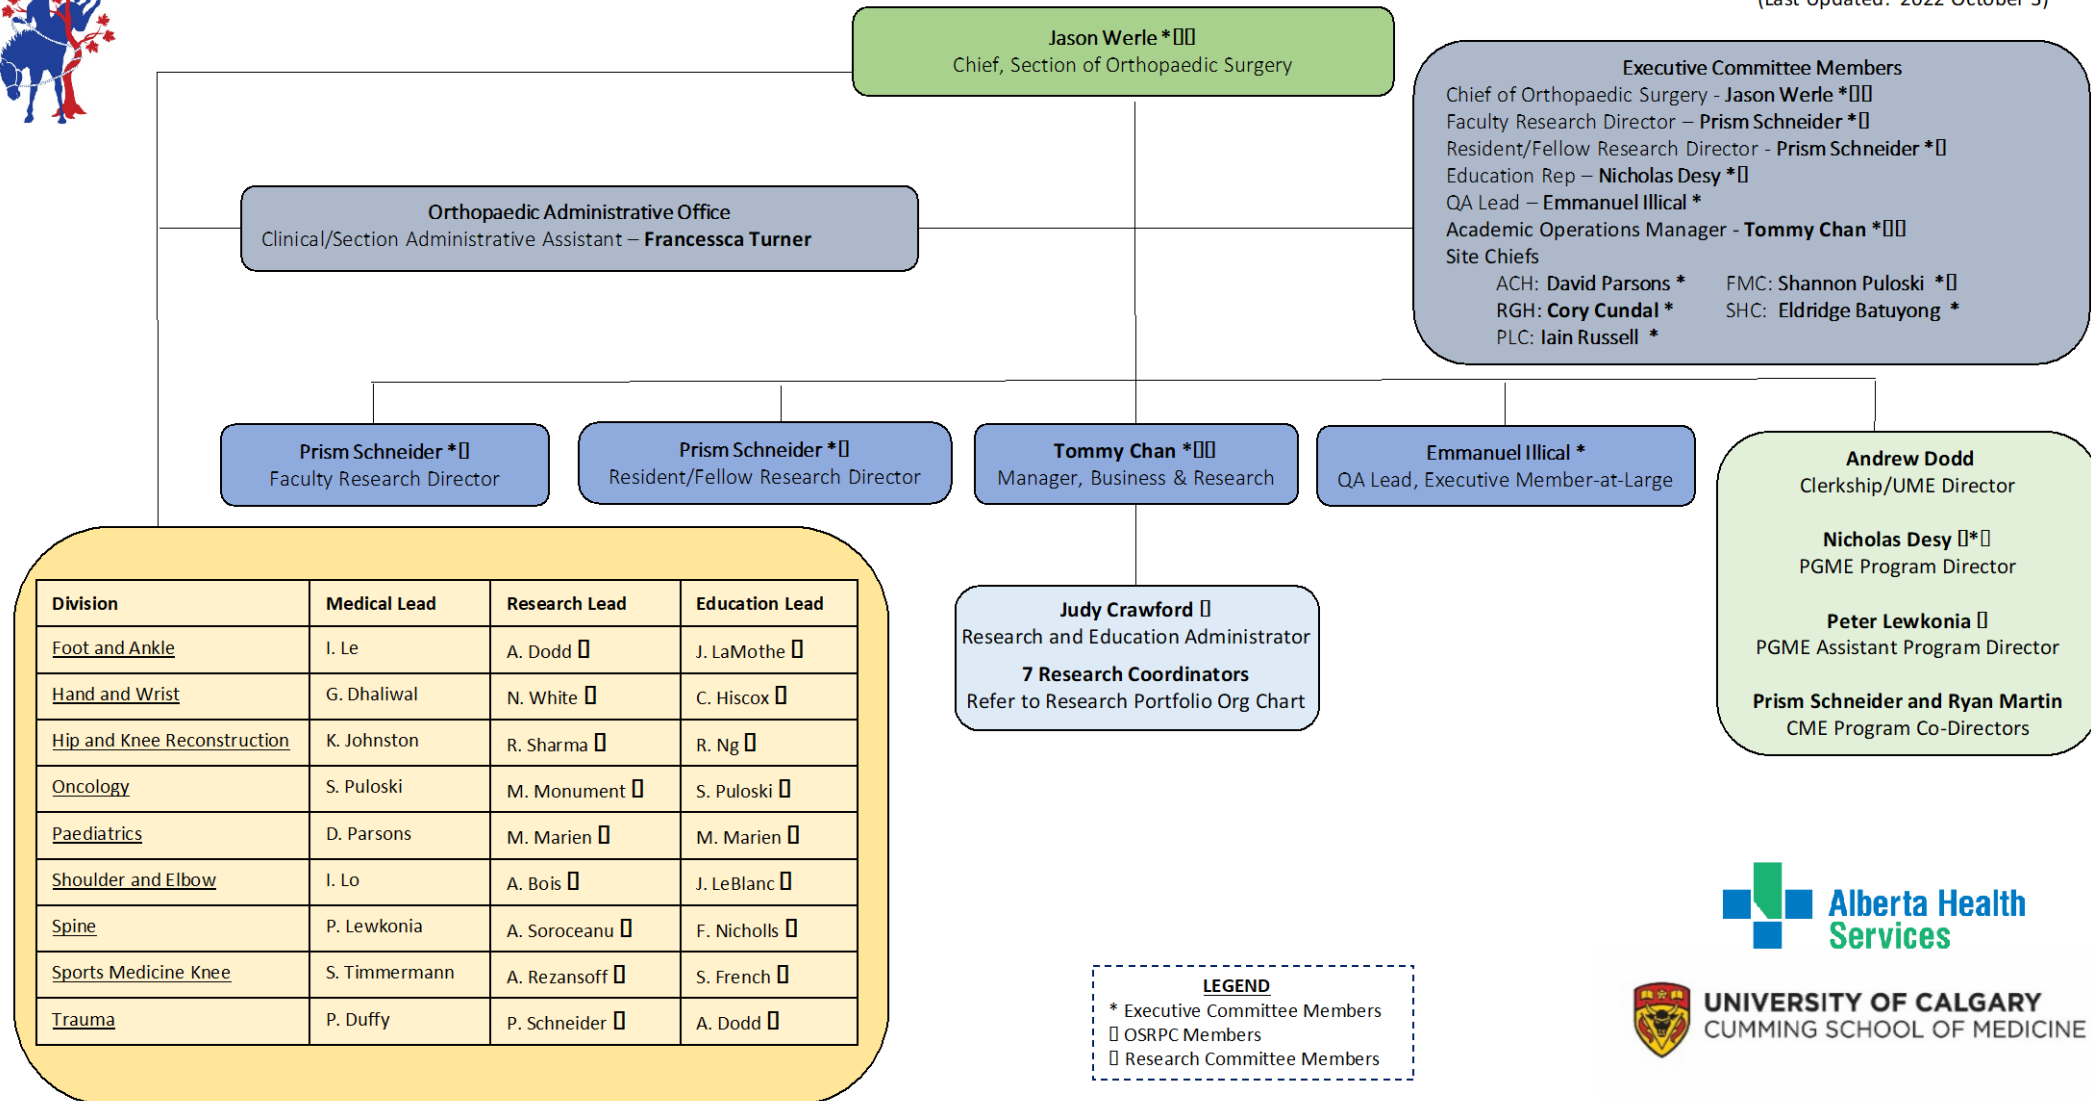 (Last Updated: 2022 October 3)
Jason Werle *▯▯
Chief, Section of Orthopaedic Surgery
Executive Committee Members
Chief of Orthopaedic Surgery - Jason Werle *▯▯
Faculty Research Director – Prism Schneider *▯
Resident/Fellow Research Director - Prism Schneider *▯
Education Rep – Nicholas Desy *▯
QA Lead – Emmanuel Illical *
Academic Operations Manager - Tommy Chan *▯▯
Site Chiefs
ACH: David Parsons * FMC: Shannon Puloski *▯
RGH: Cory Cundal * SHC: Eldridge Batuyong *
PLC: Iain Russell *
Orthopaedic Administrative Office
Clinical/Section Administrative Assistant – Francessca Turner
Prism Schneider *▯
Faculty Research Director
Prism Schneider *▯
Resident/Fellow Research Director
Tommy Chan *▯▯
Manager, Business & Research
Emmanuel Illical *
QA Lead, Executive Member-at-Large
Andrew Dodd
Clerkship/UME Director
Nicholas Desy ▯*▯
PGME Program Director
Peter Lewkonia ▯
PGME Assistant Program Director
Prism Schneider and Ryan Martin
CME Program Co-Directors
Judy Crawford ▯
Research and Education Administrator
7 Research Coordinators
Refer to Research Portfolio Org Chart
Division Medical Lead Research Lead Education Lead
Foot and Ankle I. Le A. Dodd ▯ J. LaMothe ▯
Hand and Wrist G. Dhaliwal N. White ▯ C. Hiscox ▯
Hip and Knee Reconstruction K. Johnston R. Sharma ▯ R. Ng ▯
Oncology S. Puloski M. Monument ▯ S. Puloski ▯
Paediatrics D. Parsons M. Marien ▯ M. Marien ▯
Shoulder and Elbow I. Lo A. Bois ▯ J. LeBlanc ▯
Spine P. Lewkonia A. Soroceanu ▯ F. Nicholls ▯
Sports Medicine Knee S. Timmermann A. Rezansoff ▯ S. French ▯
Trauma P. Duffy P. Schneider ▯ A. Dodd ▯
LEGEND
* Executive Committee Members
▯ OSRPC Members
▯ Research Committee Members
Alberta Health
Services
UNIVERSITY OF CALGARY
CUMMING SCHOOL OF MEDICINE